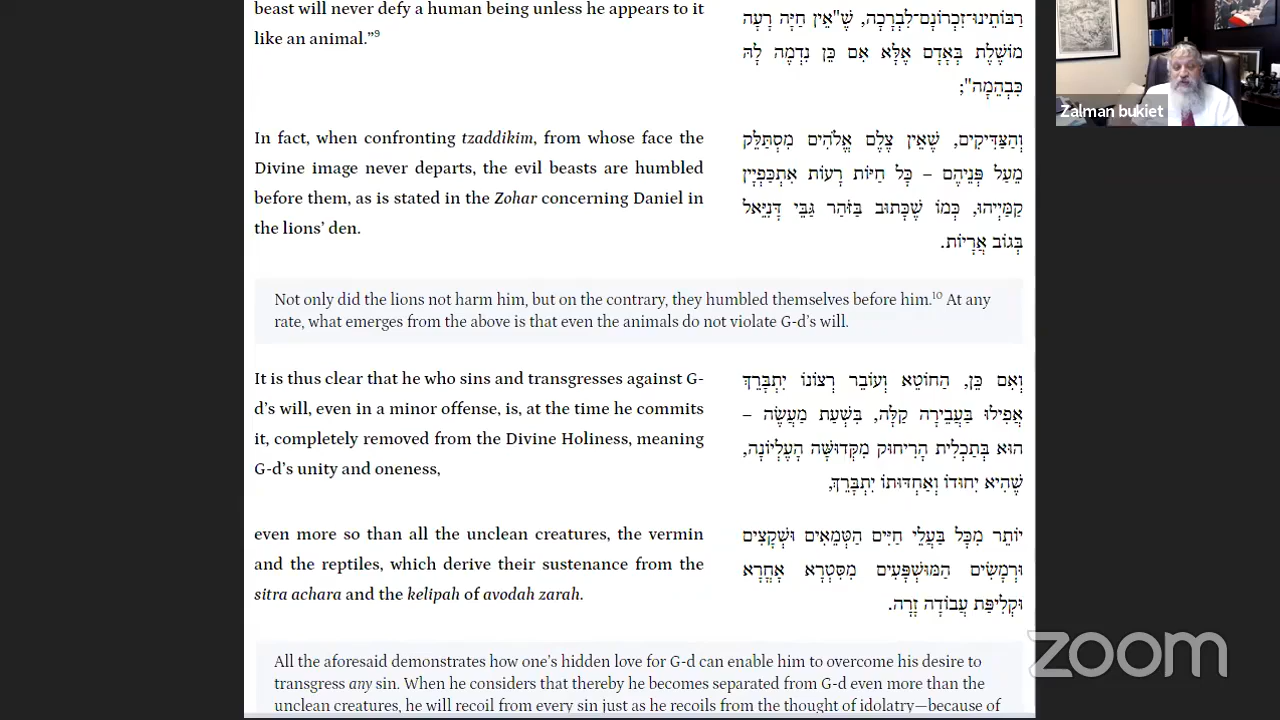 beast will never defy a human being unless he appears to it
like an animal.”9
In fact, when confronting tzaddikim, from whose face the
Divine image never departs, the evil beasts are humbled
before them, as is stated in the Zohar concerning Daniel in
the lions’ den.
Not only did the lions not harm him, but on the contrary, they humbled themselves before him.10 At any
rate, what emerges from the above is that even the animals do not violate G-d’s will.
It is thus clear that he who sins and transgresses against G-
d’s will, even in a minor offense, is, at the time he commits
it, completely removed from the Divine Holiness, meaning
G-d’s unity and oneness,
even more so than all the unclean creatures, the vermin
and the reptiles, which derive their sustenance from the
sitra achara and the kelipah of avodah zarah.
All the aforesaid demonstrates how one’s hidden love for G-d can enable him to overcome his desire to
transgress any sin. When he considers that thereby he becomes separated from G-d even more than the
unclean creatures, he will recoil from every sin just as he recoils from the thought of idolatry—because of
רַבּוֹתֵינוּ־זִכְרוֹנָם־לִבְרָכָה, שֶׁ"אֵין חַיָּה רָעָה
מוֹשֶׁלֶת בְּאָדָם אֶלָּא אִם כֵּן נִדְמֶה לָהּ
כִּבְהֵמָה";
וְהַצַּדִּיקִים, שֶׁאֵין צֶלֶם אֱלֹהִים מִסְתַּלֵּק
מֵעַל פְּנֵיהֶם – כָּל חַיּוֹת רָעוֹת אִתְכַּפְיָין
קַמַּיְיהוּ, כְּמוֹ שֶׁכָּתוּב בַּזֹּהַר גַּבֵּי דָּנִיֵּאל
בְּגוֹב אֲרָיוֹת.
וְאִם כֵּן, הַחוֹטֵא וְעוֹבֵר רְצוֹנוֹ יִתְבָּרֵךְ
אֲפִילוּ בַּעֲבֵירָה קַלָּה, בִּשְׁעַת מַעֲשֶׂה –
הוּא בְּתַכְלִית הָרִיחוּק מִקְּדוּשָּׁה הָעֶלְיוֹנָה,
שֶׁהִיא יִחוּדוֹ וְאַחְדּוּתוֹ יִתְבָּרֵךְ,
יוֹתֵר מִכָּל בַּעֲלֵי חַיִּים הַטְּמֵאִים וּשְׁקָצִים
וּרְמָשִׂים הַמּוּשְׁפָּעִים מִסִּטְרָא אָחֳרָא
וּקְלִיפַּת עֲבוֹדָה זָרָה.
Zalman bukiet
zoom